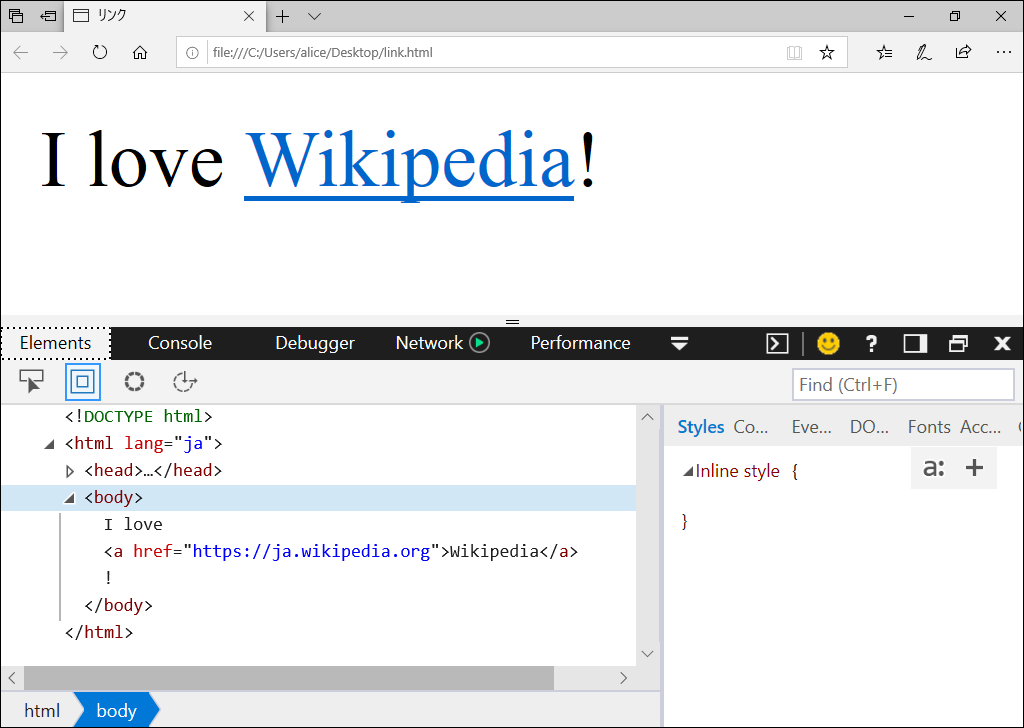 リンク
file:///C:/Users/alice/Desktop/link.html
I love Wikipedia!
Elements Console Debugger Network Performance
Find (Ctrl+F)
<!DOCTYPE html>
<html lang="ja">
<head>…</head>
<body>
I love
<a href="https://ja.wikipedia.org">Wikipedia</a>
!
</body>
</html>
Styles Co... Eve... DO... Fonts Acc...
Inline style {
a: +
}
html body